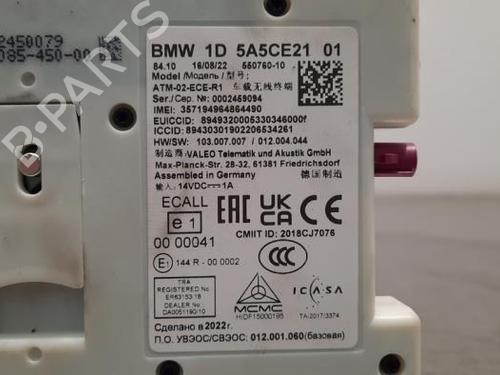 B-PARTS
2450079
085-450-00
BMW 1D 5A5CE21 01
84.10 16/08/22 550760-10
Model/Модель/型号:
ATM-02-ECE-R1 车载无线终端
Ser./Сер. №: 0002459094
IMEI: 357194964864490
EUICCID: 8949320005330346000f
ICCID: 89430301902206534261
HW/SW: 103.007.007 / 012.004.044
制造商:VALEO Telematik und Akustik GmbH
Max-Planck-Str. 28-32, 61381 Friedrichsdorf
Assembled in Germany 德国制造
输入: 14VDC 1A
ECALL
e1 EAC UK CA CE
00 00041 CMIIT ID: 2018CJ7076
E1 144 R - 00 0002 CCC
TRA
REGISTERED No:
ER63153/18
DEALER No:
DA0051190/10
MCMC
HIDF15000195
ICASA
TA-2017/3374
Сделано в 2022г.
П.О. УВЭОС/СВЭОС: 012.001.060 (базовая)